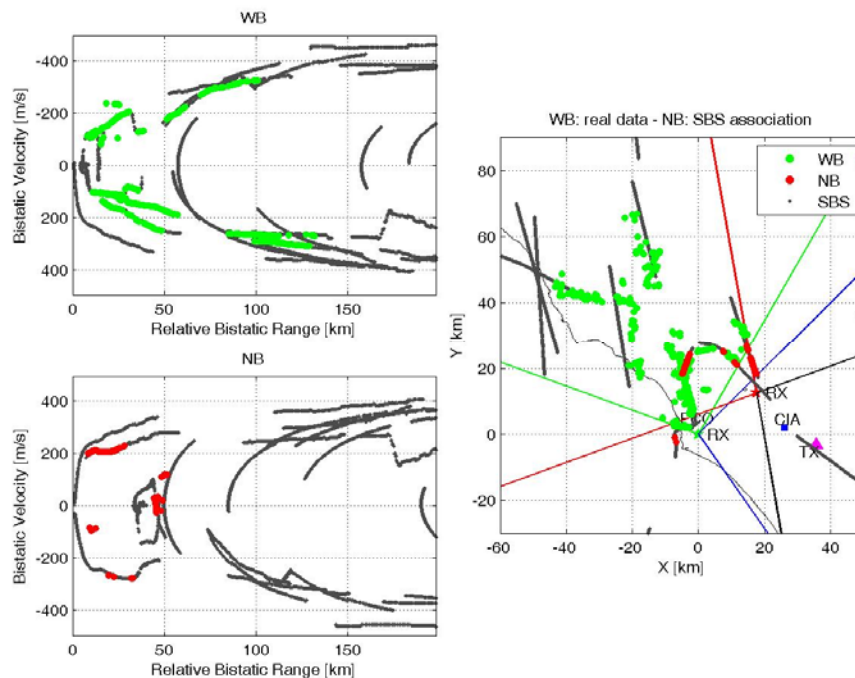 WB
Bistatic Velocity [m/s]
-400
-200
0
200
400
0
50
100
150
Relative Bistatic Range [km]
NB
Bistatic Velocity [m/s]
400
200
0
-200
-400
0
50
100
150
Relative Bistatic Range [km]
WB: real data - NB: SBS association
WB
NB
SBS
Y [km]
80
60
40
20
0
-20
RX
FCO
RX
CIA
TX
-60
-40
-20
0
20
40
X [km]